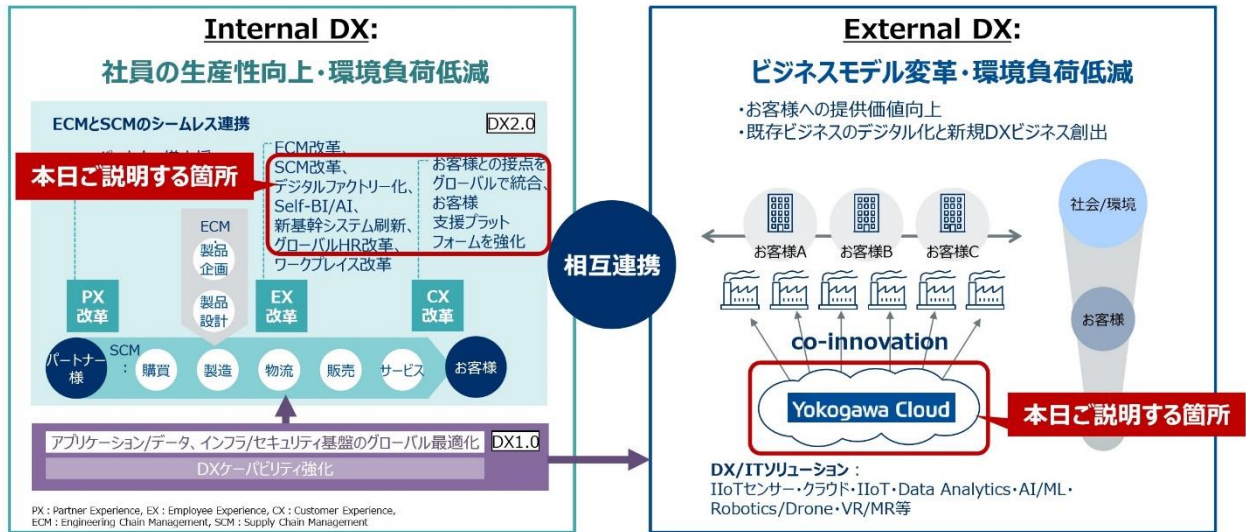 Internal DX:
社員の生産性向上・環境負荷低減
ECMとSCMのシームレス連携
DX2.0
本日ご説明する箇所
ECM改革、
SCM改革、
デジタルファクトリー化、
Self-BI/AI、
新基幹システム刷新、
グローバルHR改革、
ワークプレイス改革
お客様との接点を
グローバルで統合、
お客様
支援プラット
フォームを強化
ECM
:
製品
企画
製品
設計
PX
改革
EX
改革
CX
改革
パートナー
様
SCM
:
購買
製造
物流
販売
サービス
お客様
アプリケーション/データ、インフラ/セキュリティ基盤のグローバル最適化
DX1.0
DXケーパビリティ強化
PX : Partner Experience, EX : Employee Experience, CX : Customer Experience,
ECM : Engineering Chain Management, SCM : Supply Chain Management
相互連携
External DX:
ビジネスモデル変革・環境負荷低減
・お客様への提供価値向上
・既存ビジネスのデジタル化と新規DXビジネス創出
お客様A
お客様B
お客様C
社会/環境
お客様
co-innovation
Yokogawa Cloud
本日ご説明する箇所
DX/ITソリューション：
IIoTセンサー・クラウド・IIoT・Data Analytics・AI/ML・
Robotics/Drone・VR/MR等